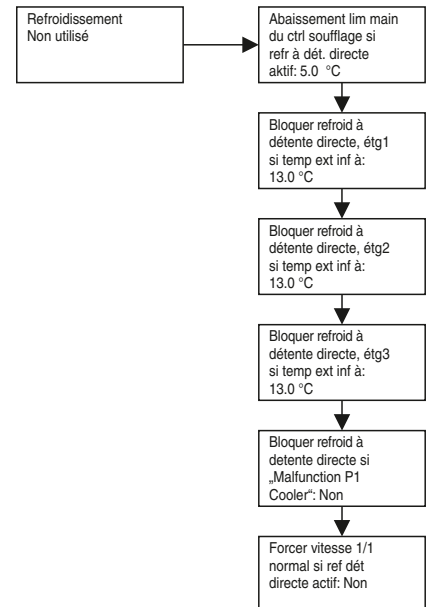 Refroidissement
Non utilisé
Abaissement lim main
du ctrl soufflage si
refr à dét. directe
aktif: 5.0 °C
Bloquer refroid à
détente directe, étg1
si temp ext inf à:
13.0 °C
Bloquer refroid à
détente directe, étg2
si temp ext inf à:
13.0 °C
Bloquer refroid à
détente directe, étg3
si temp ext inf à:
13.0 °C
Bloquer refroid à
detente directe si
„Malfunction P1
Cooler“: Non
Forcer vitesse 1/1
normal si ref dét
directe actif: Non